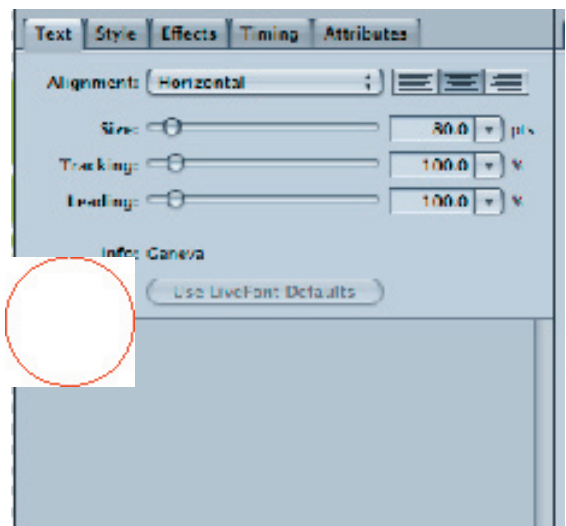 Text Style Effects Timing Attributes
Alignment: Horizontal
Size: 80.0 pts
Tracking: 100.0 %
Leading: 100.0 %
Info: Geneva
Use LiveFont Defaults